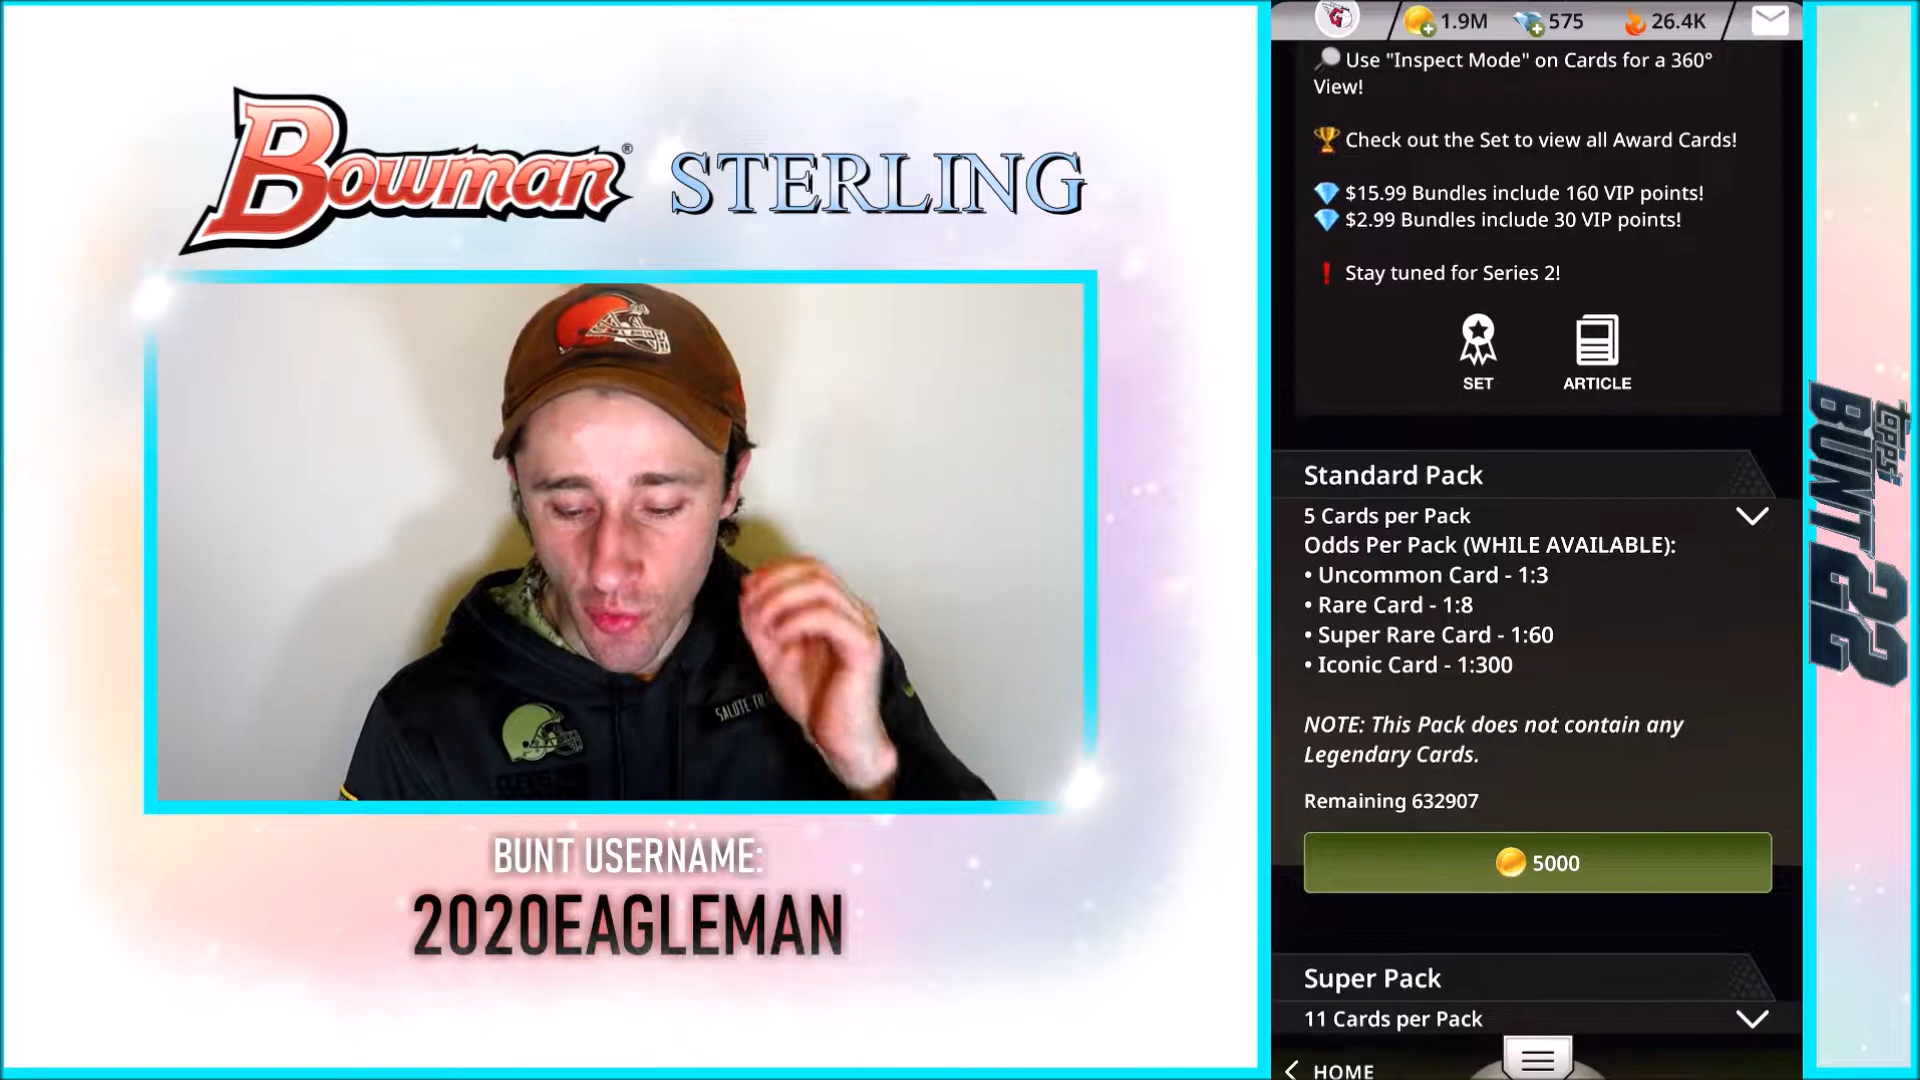 Bowman® STERLING
SALUTE TO
BUNT USERNAME:
2020EAGLEMAN
G
1.9M
575
26.4K
Use "Inspect Mode" on Cards for a 360°
View!
Check out the Set to view all Award Cards!
$15.99 Bundles include 160 VIP points!
$2.99 Bundles include 30 VIP points!
Stay tuned for Series 2!
SET
ARTICLE
Standard Pack
5 Cards per Pack
Odds Per Pack (WHILE AVAILABLE):
• Uncommon Card - 1:3
• Rare Card - 1:8
• Super Rare Card - 1:60
• Iconic Card - 1:300
NOTE: This Pack does not contain any
Legendary Cards.
Remaining 632907
5000
Super Pack
11 Cards per Pack
HOME
topps
BUNT 22